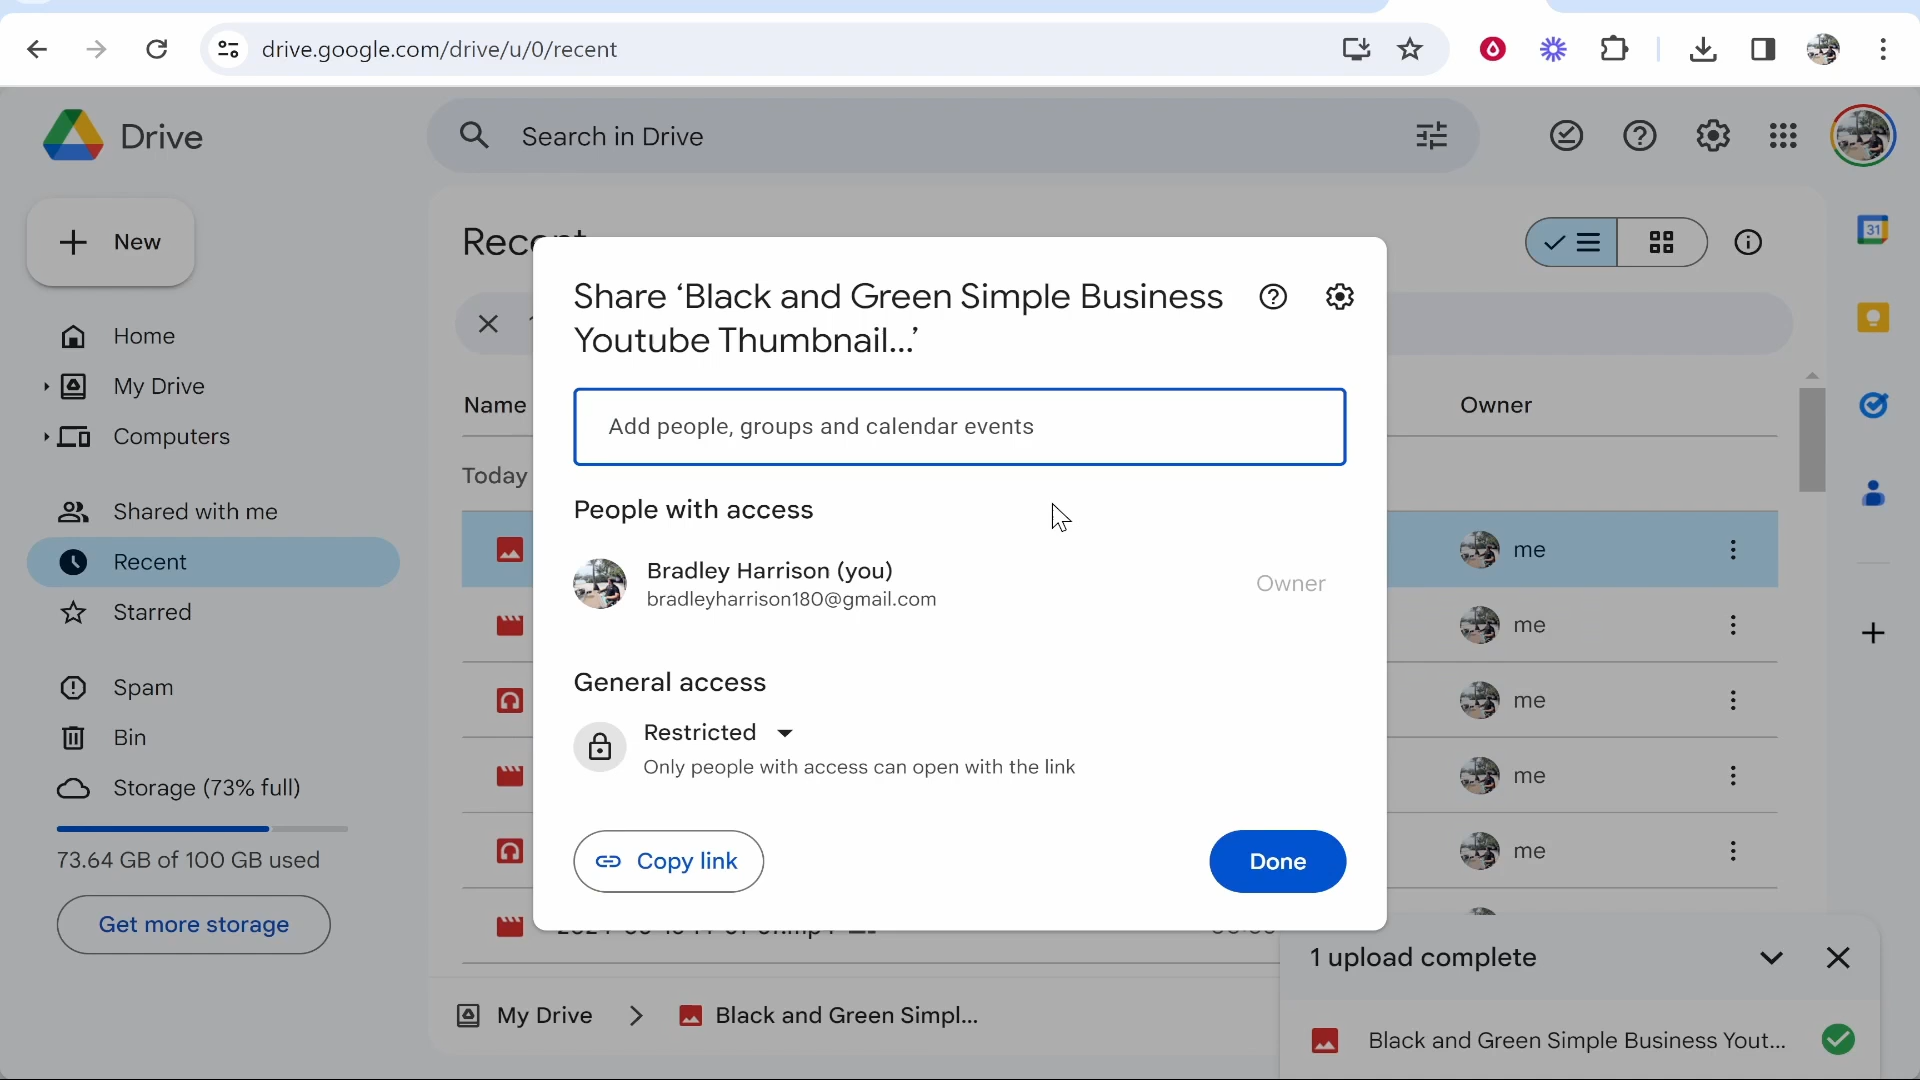 drive.google.com/drive/u/0/recent
Drive
Search in Drive
New
Home
My Drive
Computers
Shared with me
Recent
Starred
Spam
Bin
Storage (73% full)
73.64 GB of 100 GB used
Get more storage
Share ‘Black and Green Simple Business
Youtube Thumbnail...’
Add people, groups and calendar events
People with access
Bradley Harrison (you)
bradleyharrison180@gmail.com
Owner
General access
Restricted
Only people with access can open with the link
Copy link
Done
Name
Owner
Today
me
me
me
me
me
31
My Drive
Black and Green Simpl...
1 upload complete
Black and Green Simple Business Yout...